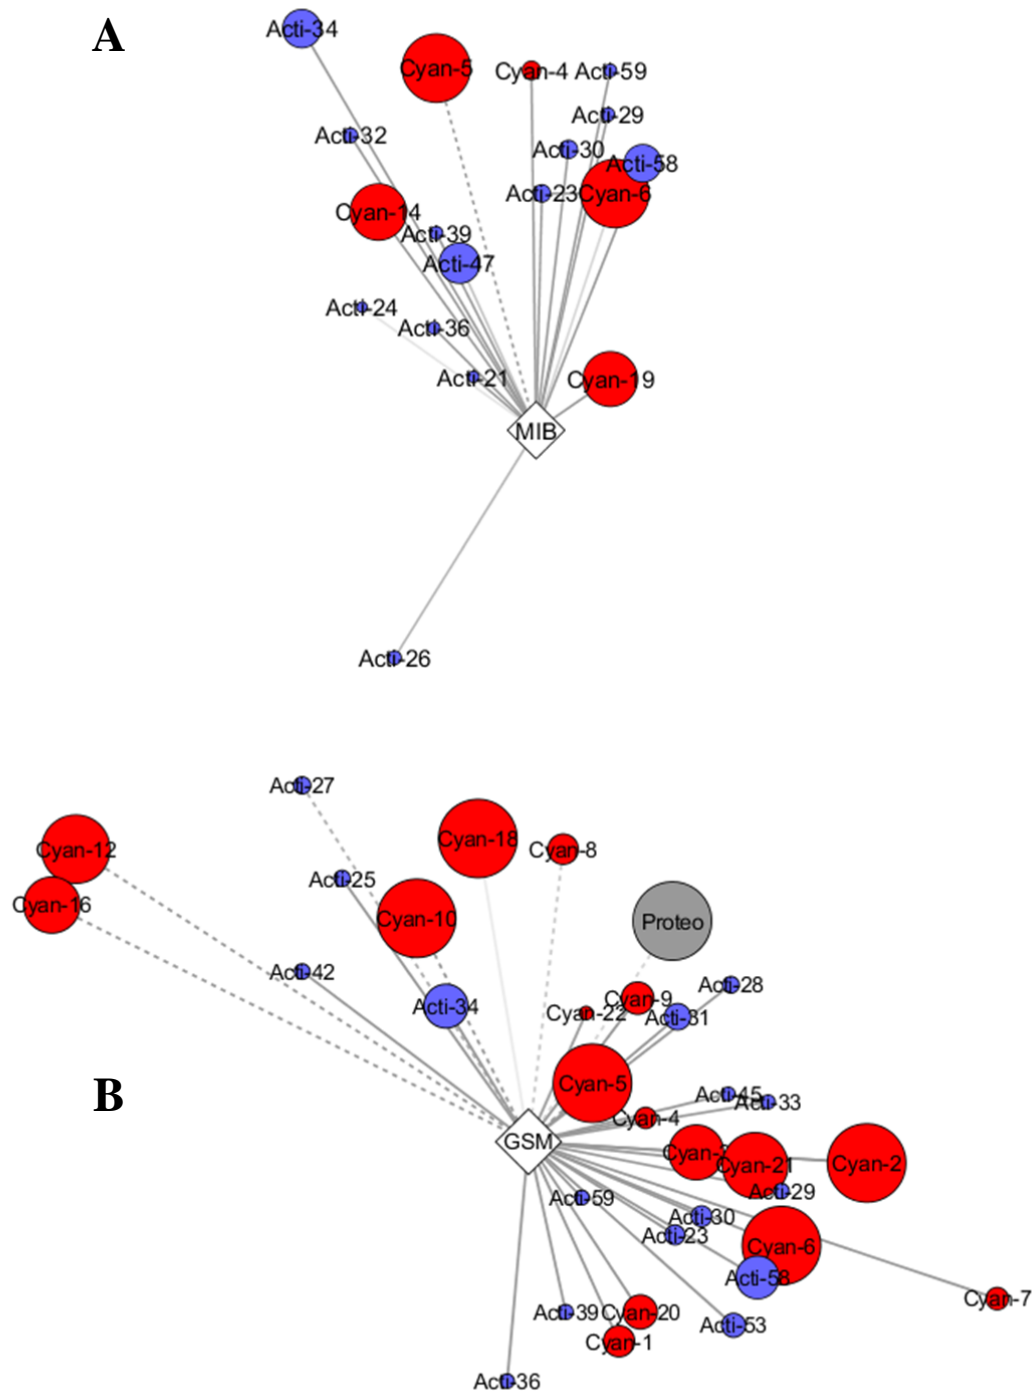 A
Acti-34
Cyan-5
Cyan-4
Acti-59
Acti-29
Acti-32
Acti-30
Acti-58
Acti-23
Cyan-6
Cyan-14
Acti-39
Acti-47
Acti-24
Acti-36
Acti-21
Cyan-19
MIB
Acti-26
Acti-27
Cyan-18
Cyan-12
Cyan-8
Acti-25
Cyan-16
Cyan-10
Proteo
Acti-42
Acti-28
Cyan-9
Acti-34
Cyan-22
Acti-31
Cyan-5
B
Acti-45
Acti-33
Cyan-4
GSM
Cyan-21
Cyan-2
Acti-29
Acti-59
Acti-30
Acti-23
Cyan-6
Acti-58
Cyan-7
Acti-39
Cyan-20
Acti-53
Cyan-1
Acti-36